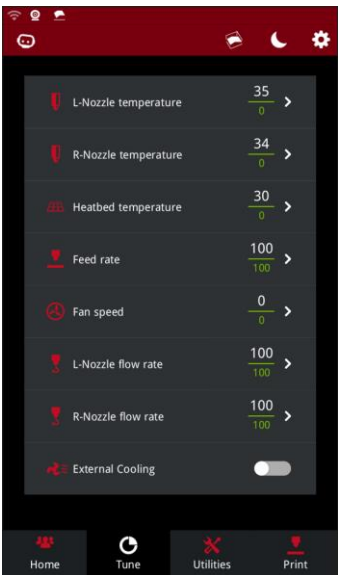 L-Nozzle temperature 35
0
R-Nozzle temperature 34
0
Heatbed temperature 30
0
Feed rate 100
100
Fan speed 0
0
L-Nozzle flow rate 100
100
R-Nozzle flow rate 100
100
External Cooling
Home Tune Utilities Print